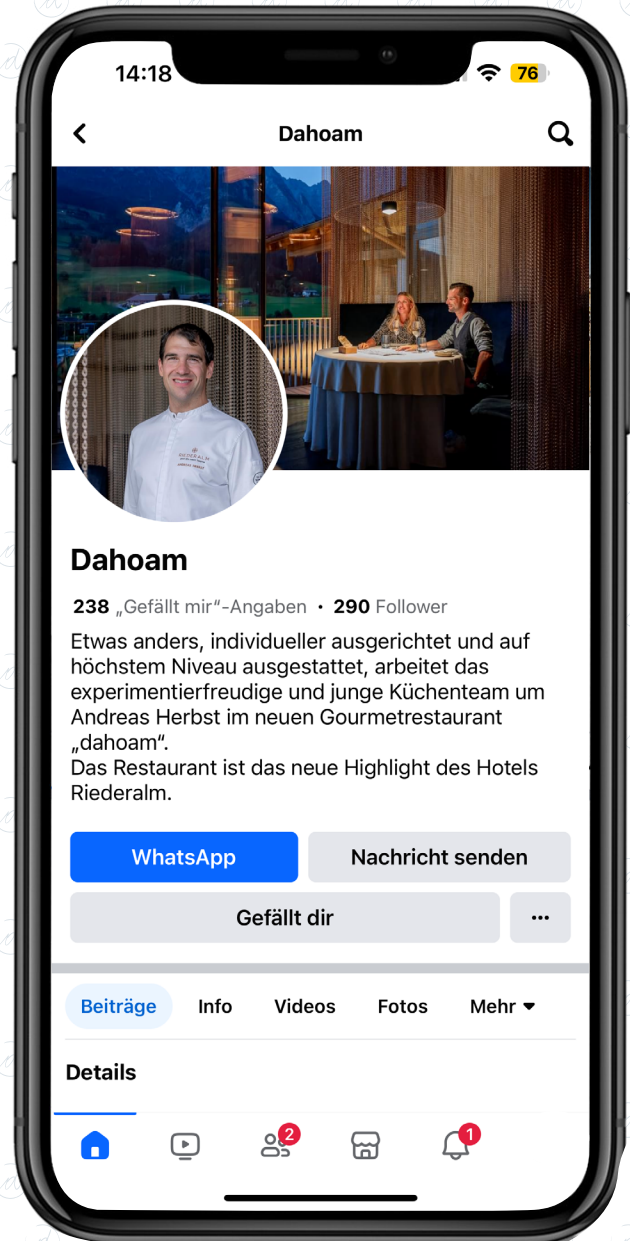 14:18
76
Dahoam
RIEDERALM
Dahoam
238 „Gefällt mir“-Angaben • 290 Follower
Etwas anders, individueller ausgerichtet und auf
höchstem Niveau ausgestattet, arbeitet das
experimentierfreudige und junge Küchenteam um
Andreas Herbst im neuen Gourmetrestaurant
„dahoam“.
Das Restaurant ist das neue Highlight des Hotels
Riederalm.
WhatsApp
Nachricht senden
Gefällt dir
Beiträge Info Videos Fotos Mehr
Details
2
1